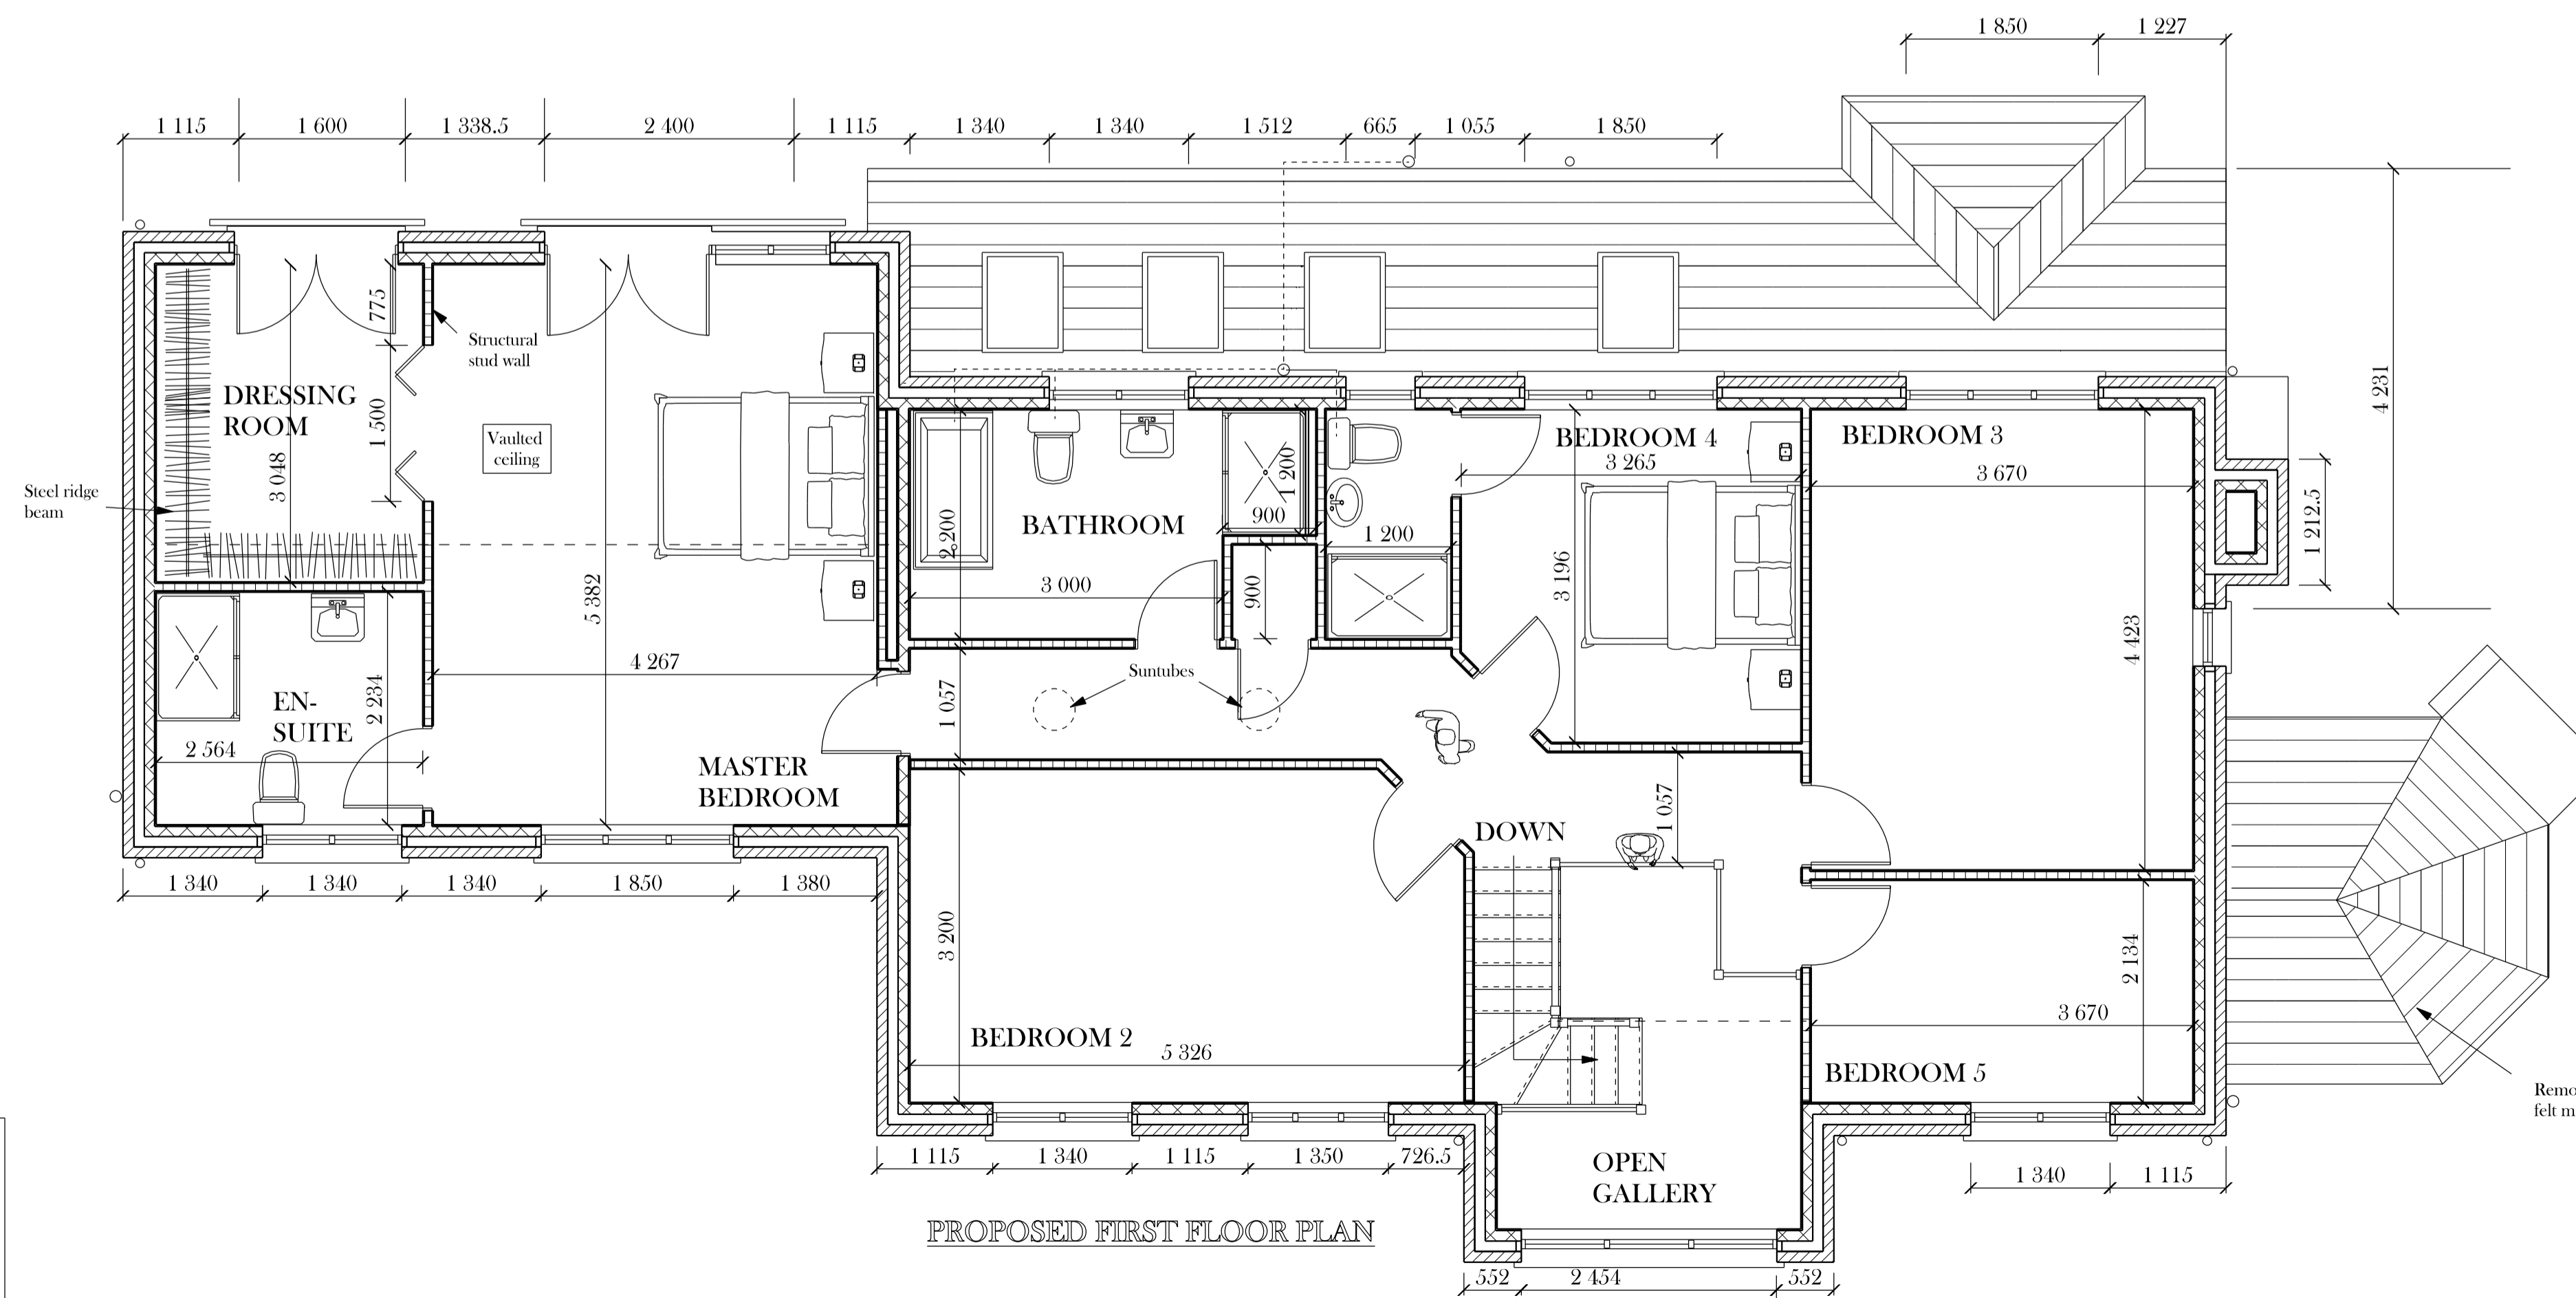 1 850
1 227
1 115
1 600
1 338.5
2 400
1 115
1 340
1 340
1 512
665
1 055
1 850
4 231
775
Structural
stud wall
DRESSING
ROOM
1 500
3 048
Vaulted
ceiling
Steel ridge
beam
BATHROOM
2 200
3 000
1 200
900
900
1 200
BEDROOM 4
3 265
3 196
BEDROOM 3
3 670
4 423
1 212.5
5 382
4 267
EN-
SUITE
2 234
2 564
MASTER
BEDROOM
1 057
Suntubes
DOWN
1 057
1 340
1 340
1 340
1 850
1 380
3 200
BEDROOM 2
5 326
2 134
3 670
BEDROOM 5
OPEN
GALLERY
1 115
1 340
1 115
1 350
726.5
1 340
1 115
552
2 454
552
PROPOSED FIRST FLOOR PLAN
felt